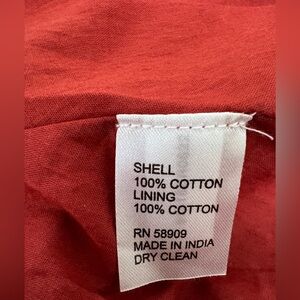 SHELL
100% COTTON
LINING
100% COTTON
RN 58909
MADE IN INDIA
DRY CLEAN